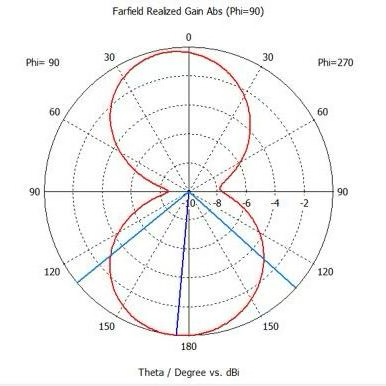 Farfield Realized Gain Abs (Phi=90)
0
Phi= 90 30 30 Phi=270
60 60
90 -10 -8 -6 -4 -2 90
120 120
150 150
180
Theta / Degree vs. dBi